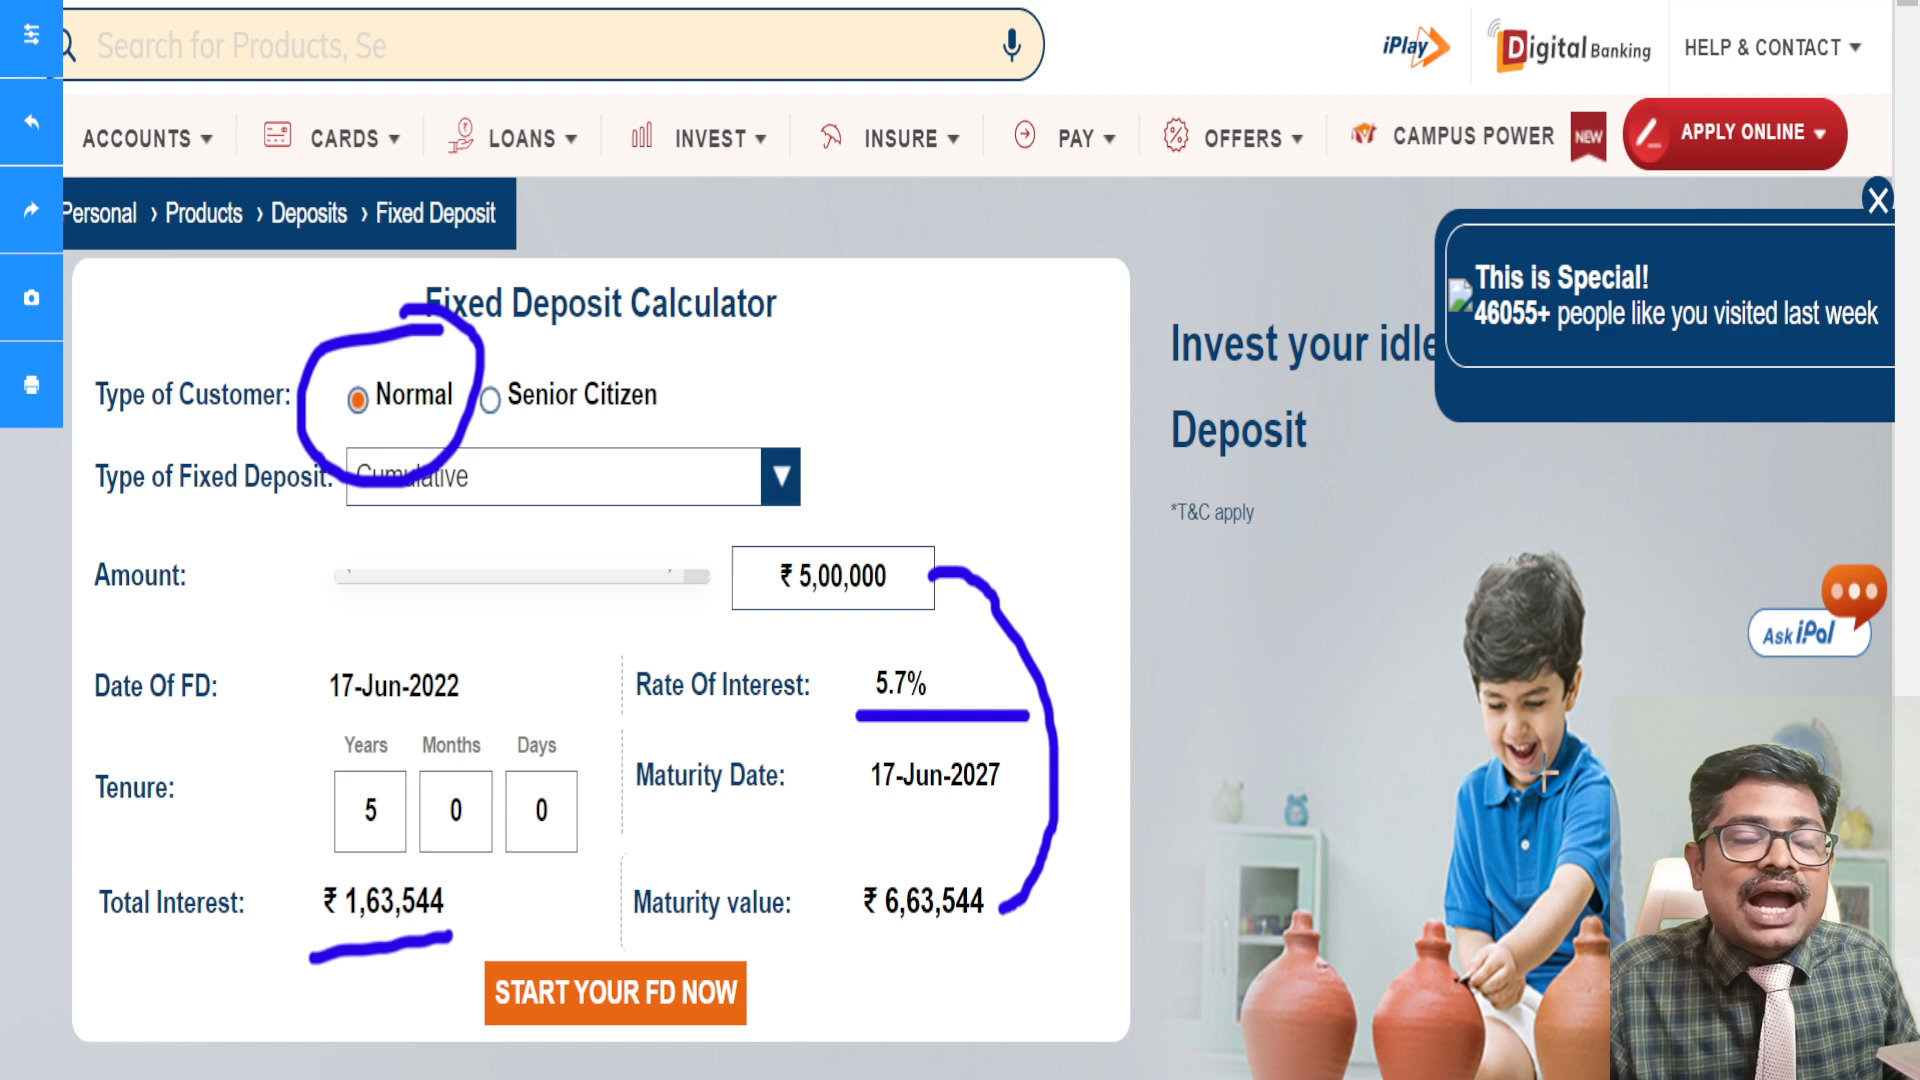 Search for Products, Se
iPlay
Digital Banking
HELP & CONTACT
ACCOUNTS
CARDS
LOANS
INVEST
INSURE
PAY
OFFERS
CAMPUS POWER
NEW
APPLY ONLINE
Personal › Products › Deposits › Fixed Deposit
X
This is Special!
46055+ people like you visited last week
Fixed Deposit Calculator
Type of Customer: Normal Senior Citizen
Type of Fixed Deposit: Cumulative
Amount: ₹ 5,00,000
Date Of FD: 17-Jun-2022
Rate Of Interest: 5.7%
Years Months Days
Tenure: 5 0 0
Maturity Date: 17-Jun-2027
Total Interest: ₹ 1,63,544
Maturity value: ₹ 6,63,544
START YOUR FD NOW
Invest your idle
Deposit
*T&C apply
Ask iPal